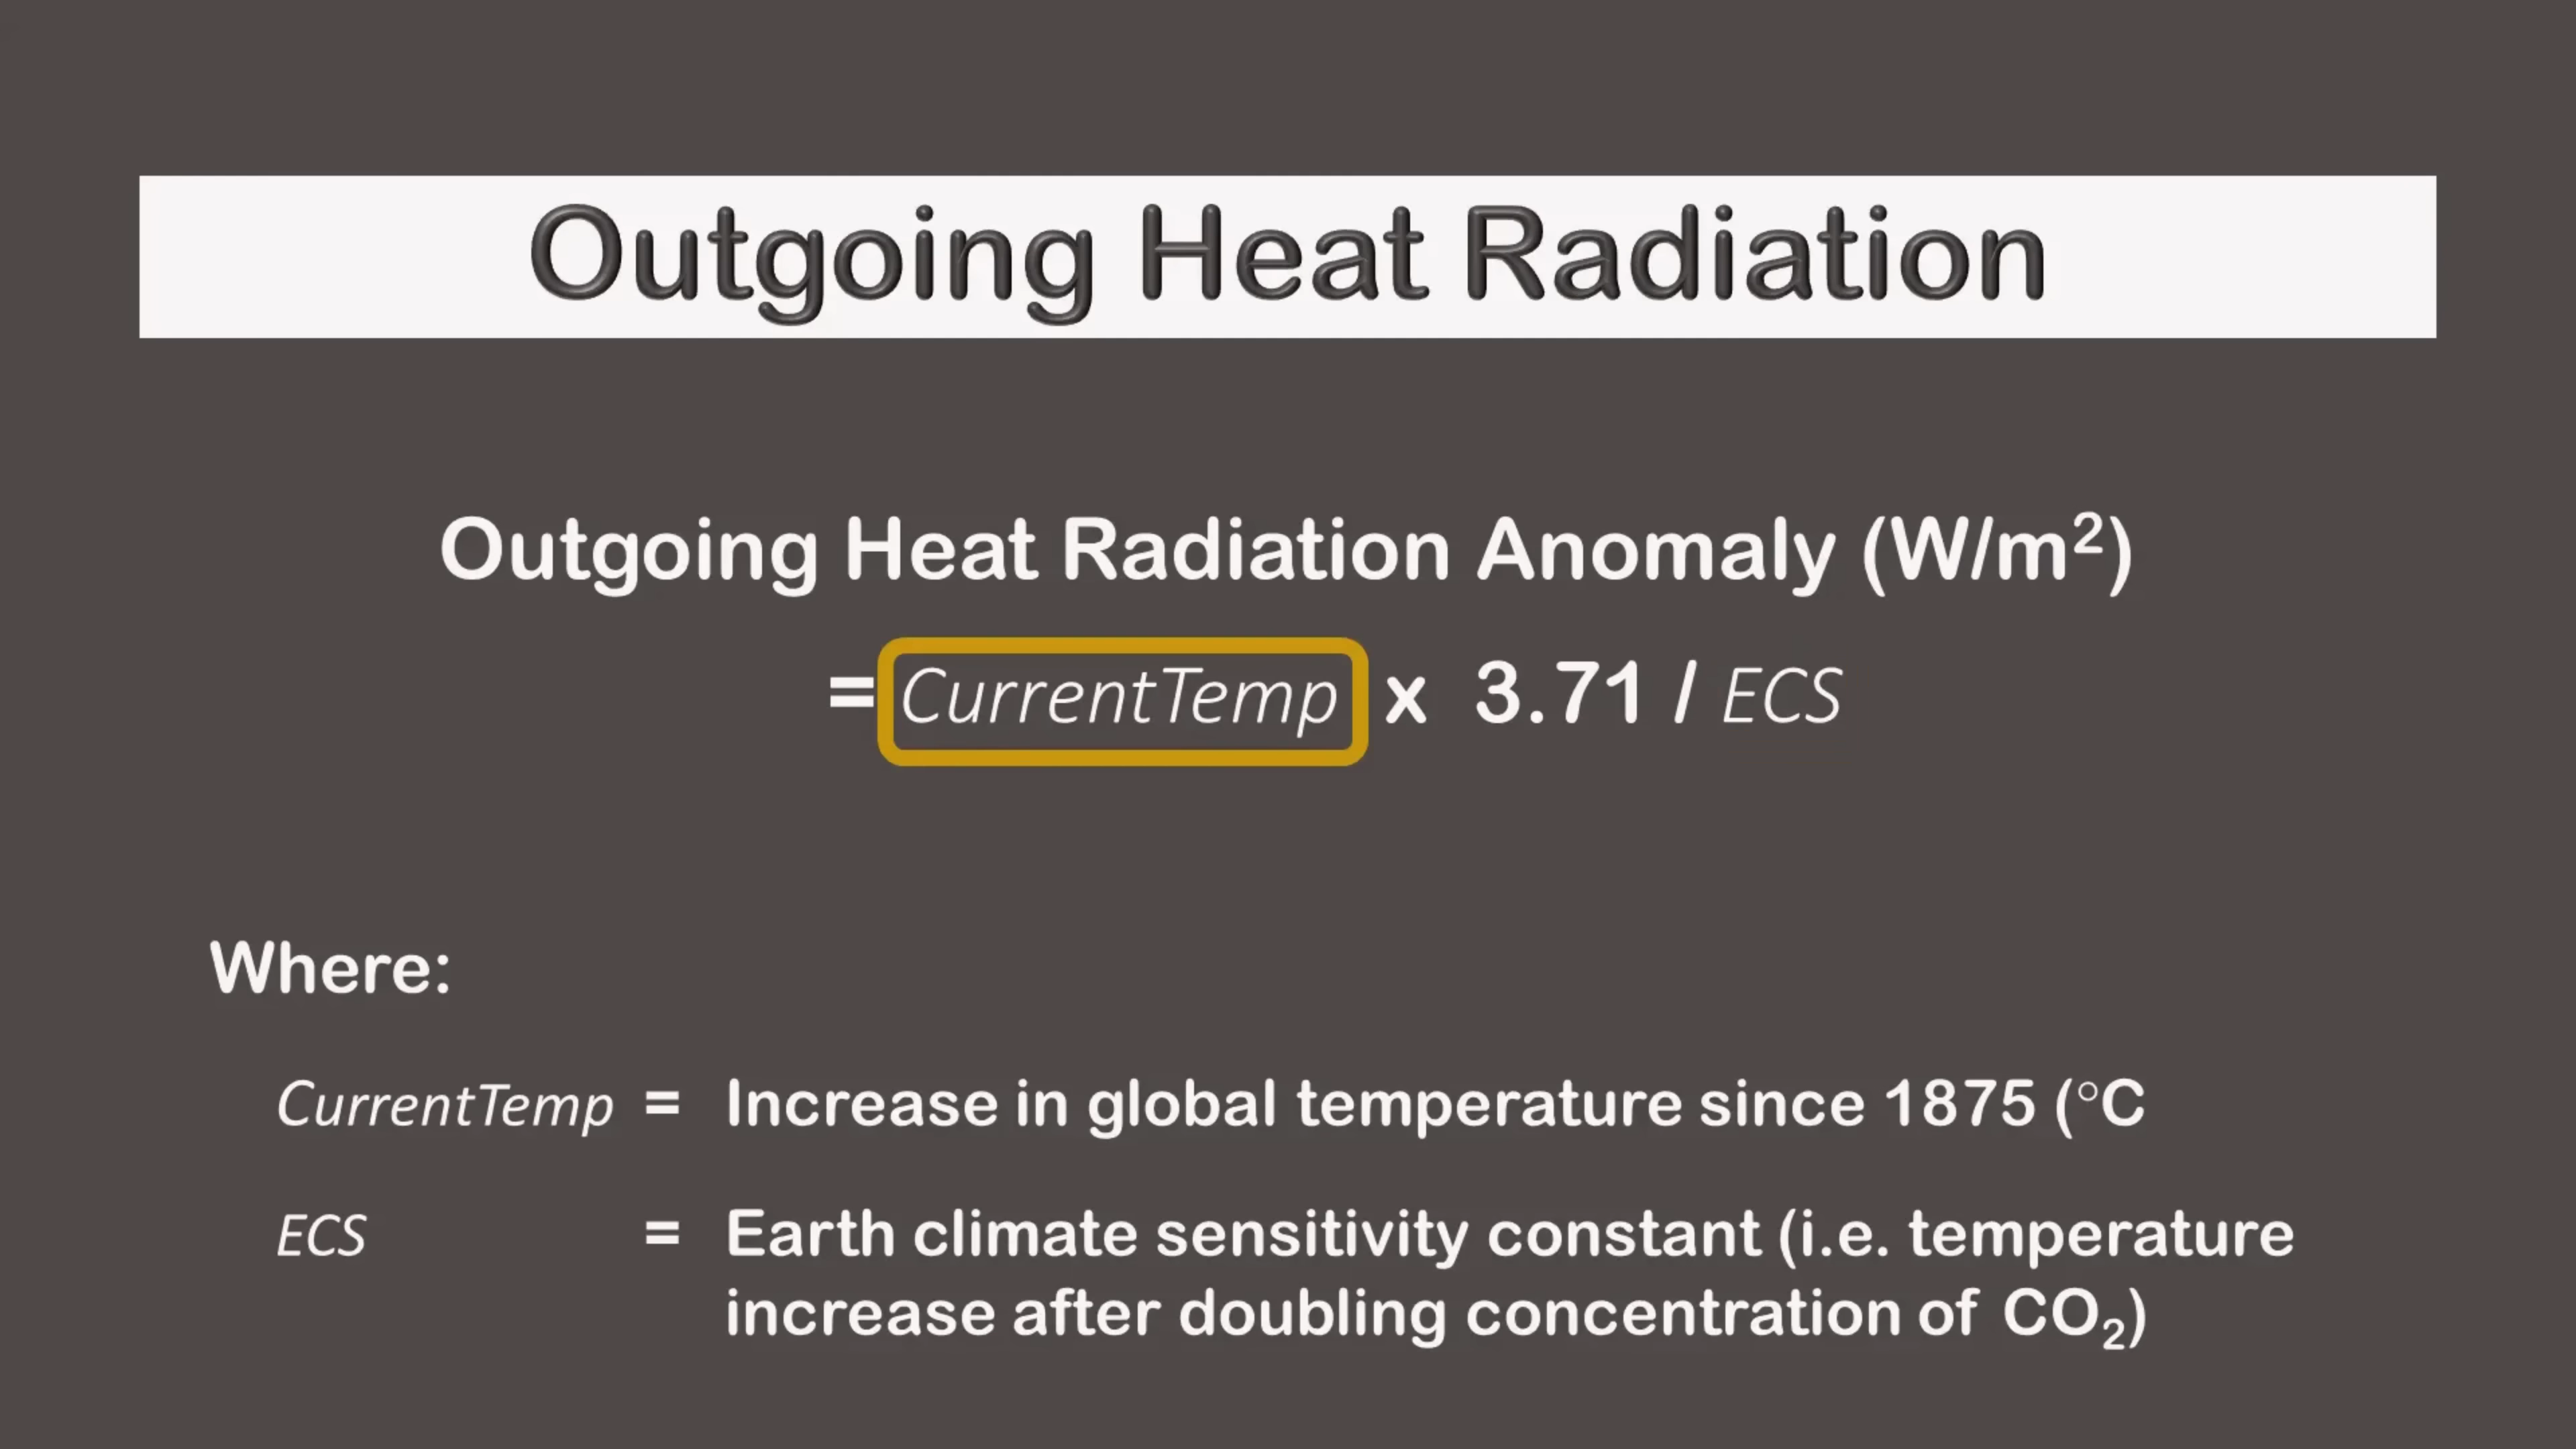 Outgoing Heat Radiation
Outgoing Heat Radiation Anomaly (W/m²)
= CurrentTemp x 3.71 / ECS
Where:
CurrentTemp = Increase in global temperature since 1875 (°C
ECS = Earth climate sensitivity constant (i.e. temperature
increase after doubling concentration of CO₂)